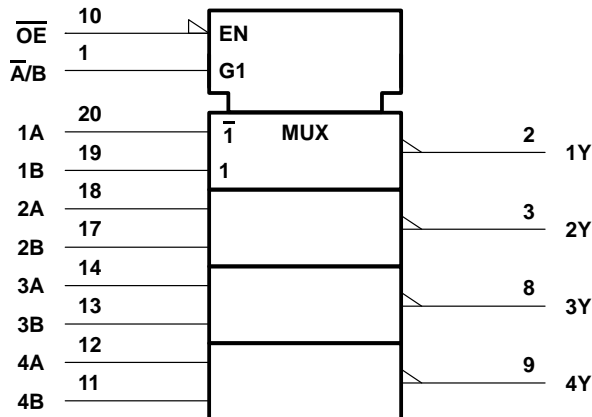 10
O̅E̅ EN
1
A̅/B G1
20
1A 1̅ MUX 2
1Y
19
1B 1
18
2A 3
2Y
17
2B
14
3A 8
3Y
13
3B
12
4A 9
4Y
11
4B